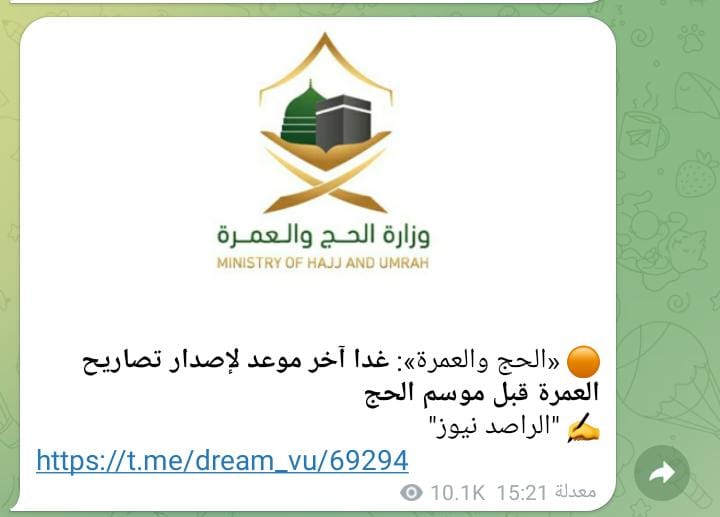 وزارة الحـج والـعمـرة
MINISTRY OF HAJJ AND UMRAH
🟠 «الحج والعمرة»: غدا آخر موعد لإصدار تصاريح
العمرة قبل موسم الحج
✍️ "الراصد نيوز"
https://t.me/dream_vu/69294
10.1K معدلة 15:21